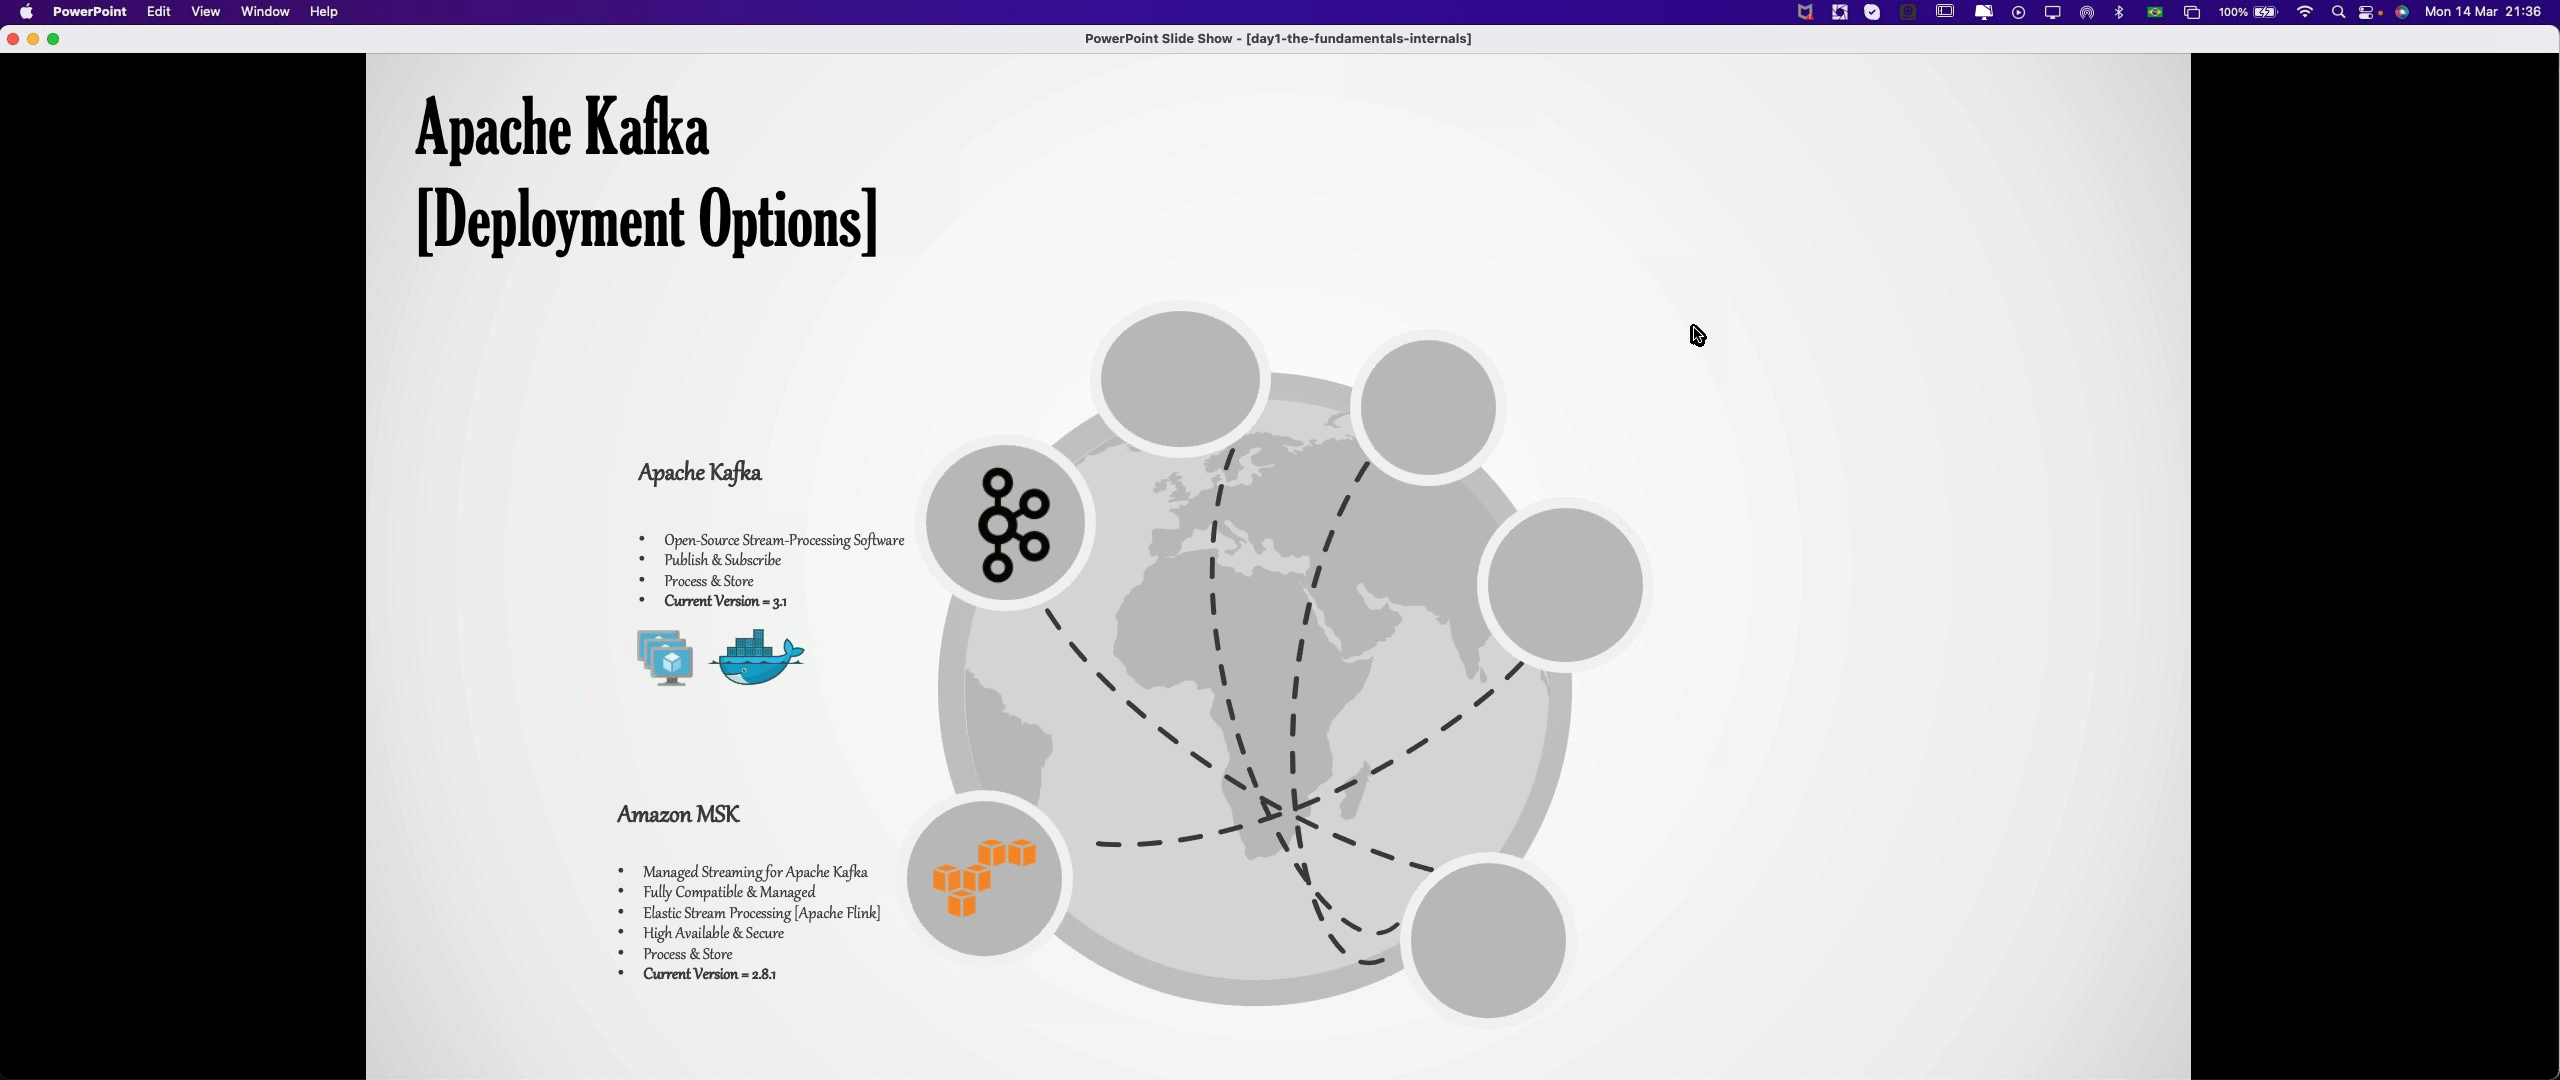 PowerPoint Edit View Window Help 100% Mon 14 Mar 21:36
PowerPoint Slide Show - [day1-the-fundamentals-internals]
Apache Kafka
[Deployment Options]
Apache Kafka
• Open-Source Stream-Processing Software
• Publish & Subscribe
• Process & Store
• Current Version = 3.1
Amazon MSK
• Managed Streaming for Apache Kafka
• Fully Compatible & Managed
• Elastic Stream Processing [Apache Flink]
• High Available & Secure
• Process & Store
• Current Version = 2.8.1